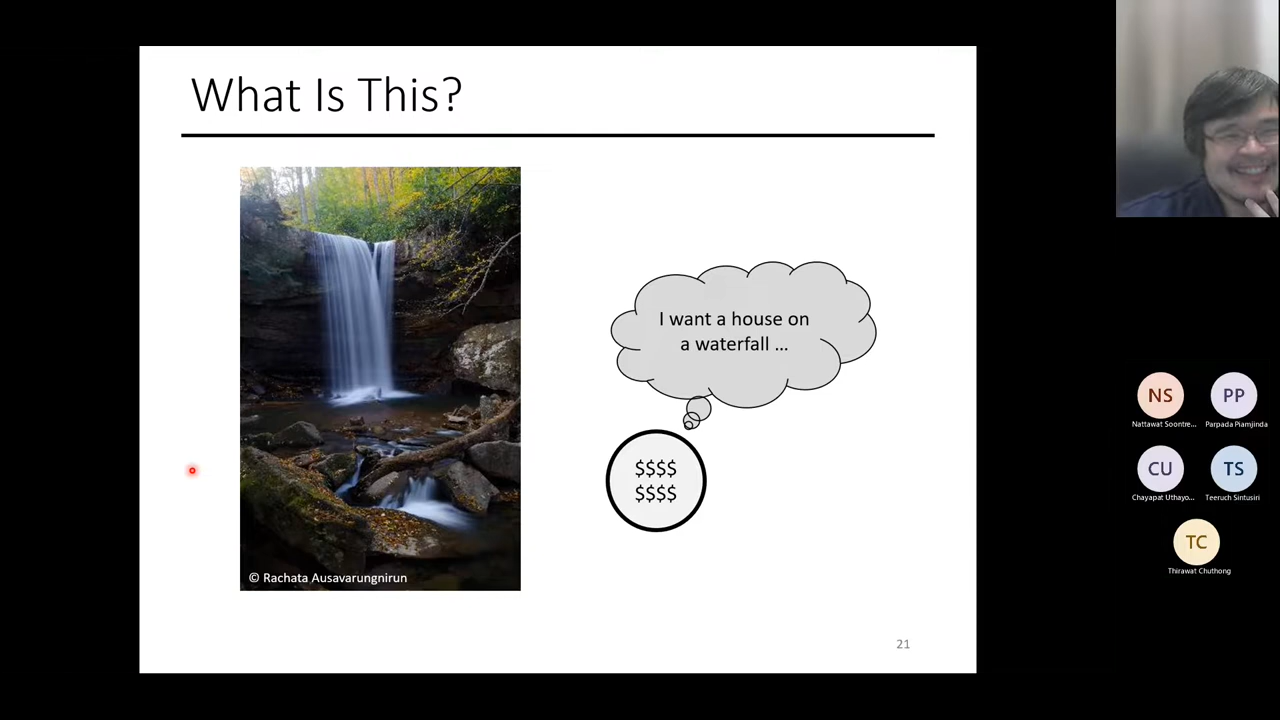 What Is This?
I want a house on
a waterfall ...
$$$$
$$$$
© Rachata Ausavarungnirun
21
NS
PP
Nattawat Soontre...
Parpada Piamjinda
CU
TS
Chayapat Uthayo...
Teeruch Sintusiri
TC
Thirawat Chuthong